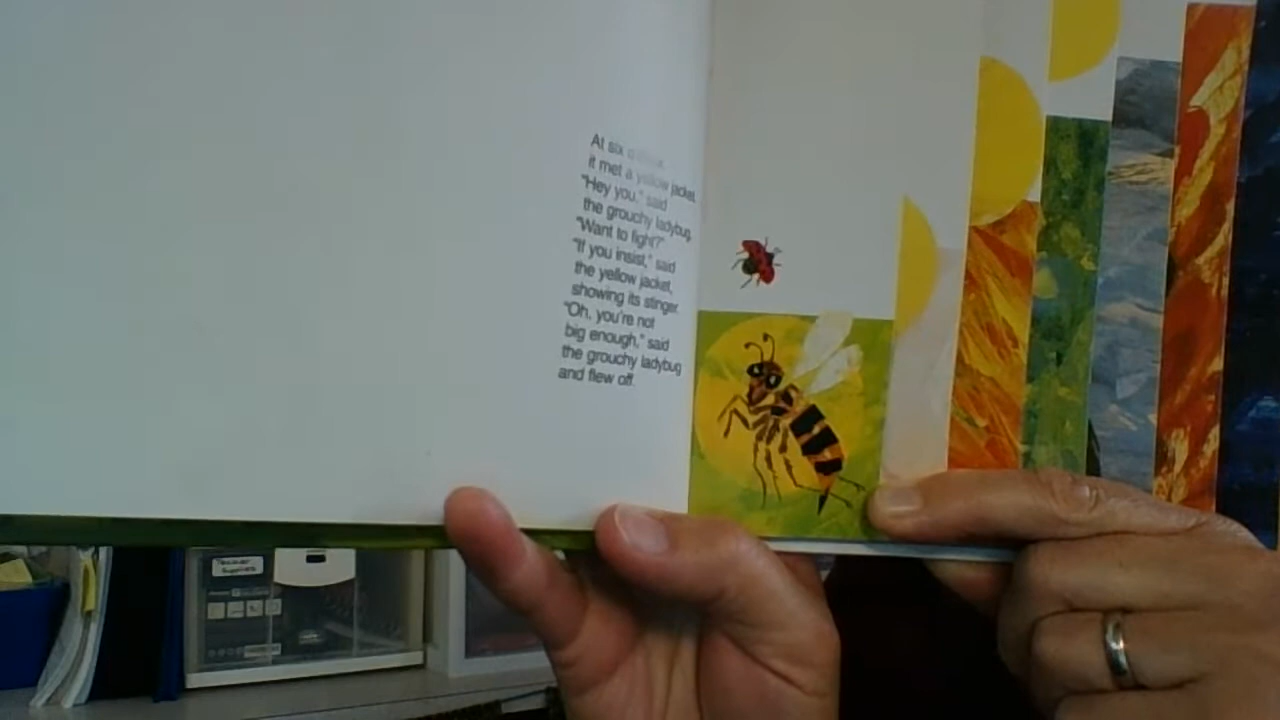 At six
it met a yellow jacket.
"Hey you," said
the grouchy ladybug.
"Want to fight?"
"If you insist," said
the yellow jacket,
showing its stinger.
"Oh, you're not
big enough," said
the grouchy ladybug
and flew off.
Teacher
Supplies